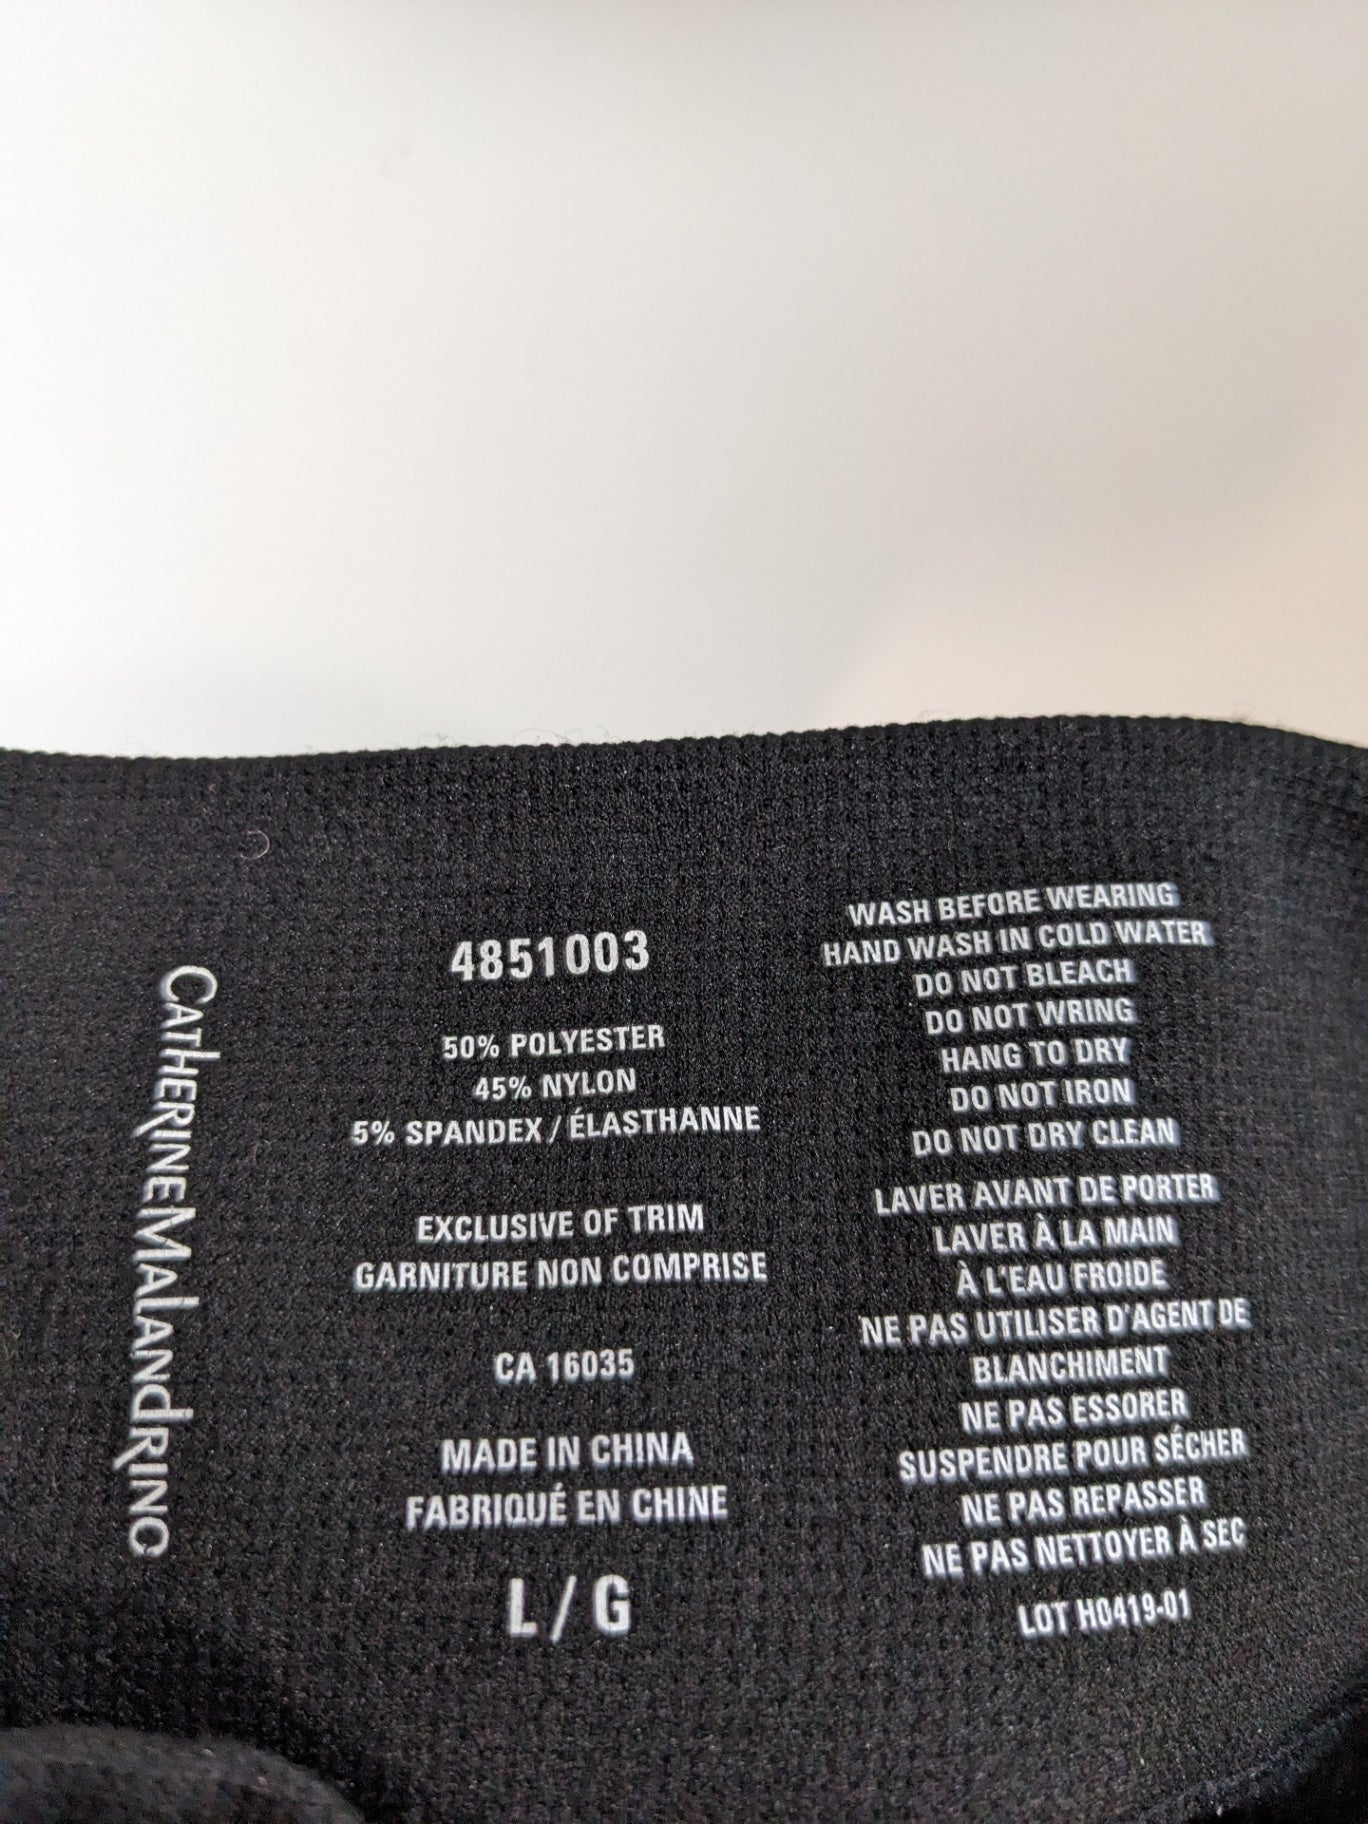 CATHERINE MALANDRINO
4851003
50% POLYESTER
45% NYLON
5% SPANDEX / ÉLASTHANNE
EXCLUSIVE OF TRIM
GARNITURE NON COMPRISE
CA 16035
MADE IN CHINA
FABRIQUÉ EN CHINE
L / G
WASH BEFORE WEARING
HAND WASH IN COLD WATER
DO NOT BLEACH
DO NOT WRING
HANG TO DRY
DO NOT IRON
DO NOT DRY CLEAN
LAVER AVANT DE PORTER
LAVER À LA MAIN
À L'EAU FROIDE
NE PAS UTILISER D'AGENT DE
BLANCHIMENT
NE PAS ESSORER
SUSPENDRE POUR SÉCHER
NE PAS REPASSER
NE PAS NETTOYER À SEC
LOT H0419-01